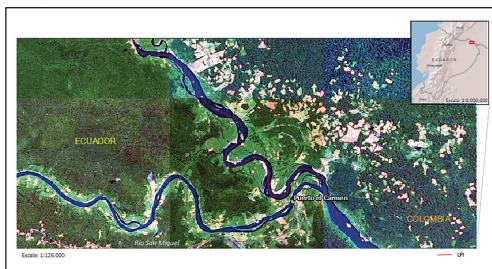 ECUADOR
Escala: 1:8.000.000
ECUADOR
Puerto el Carmen
COLOMBIA
Río San Miguel
Escala: 1:125.000
LPI